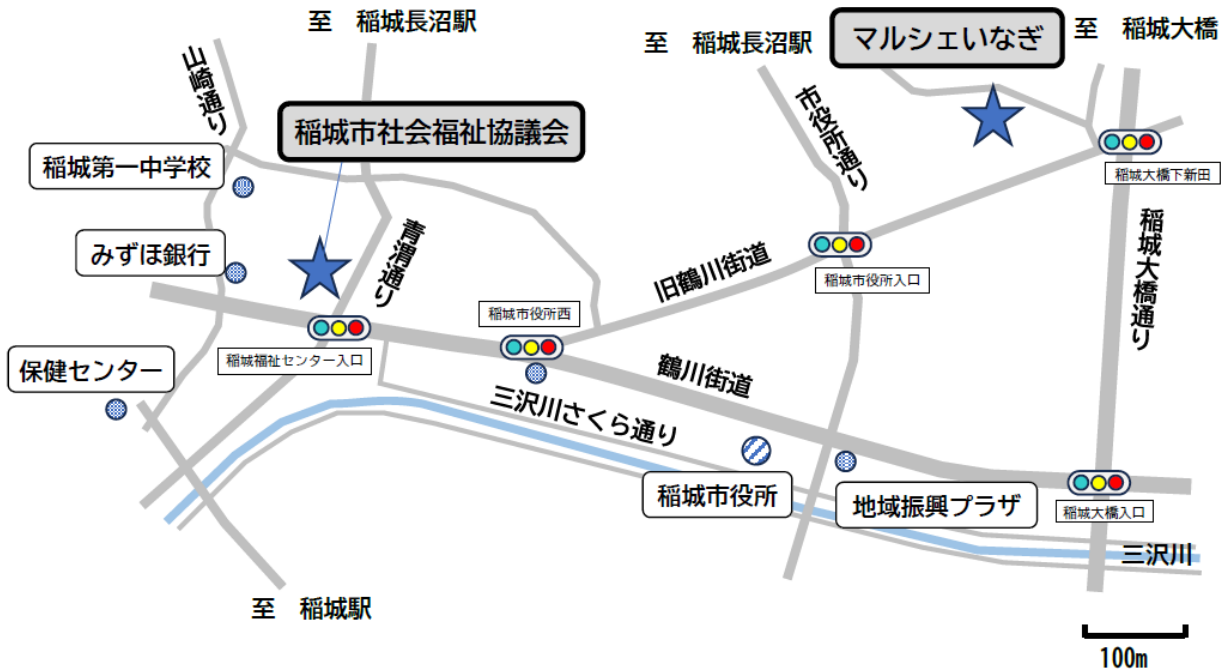 至　稲城長沼駅
至　稲城長沼駅
マルシェいなぎ
至　稲城大橋
山崎通り
稲城市社会福祉協議会
市役所通り
稲城第一中学校
稲城大橋下新田
みずほ銀行
青渭通り
旧鶴川街道
稲城市役所入口
稲城大橋通り
稲城市役所西
稲城福祉センター入口
保健センター
鶴川街道
三沢川さくら通り
稲城市役所
地域振興プラザ
稲城大橋入口
三沢川
至　稲城駅
100m